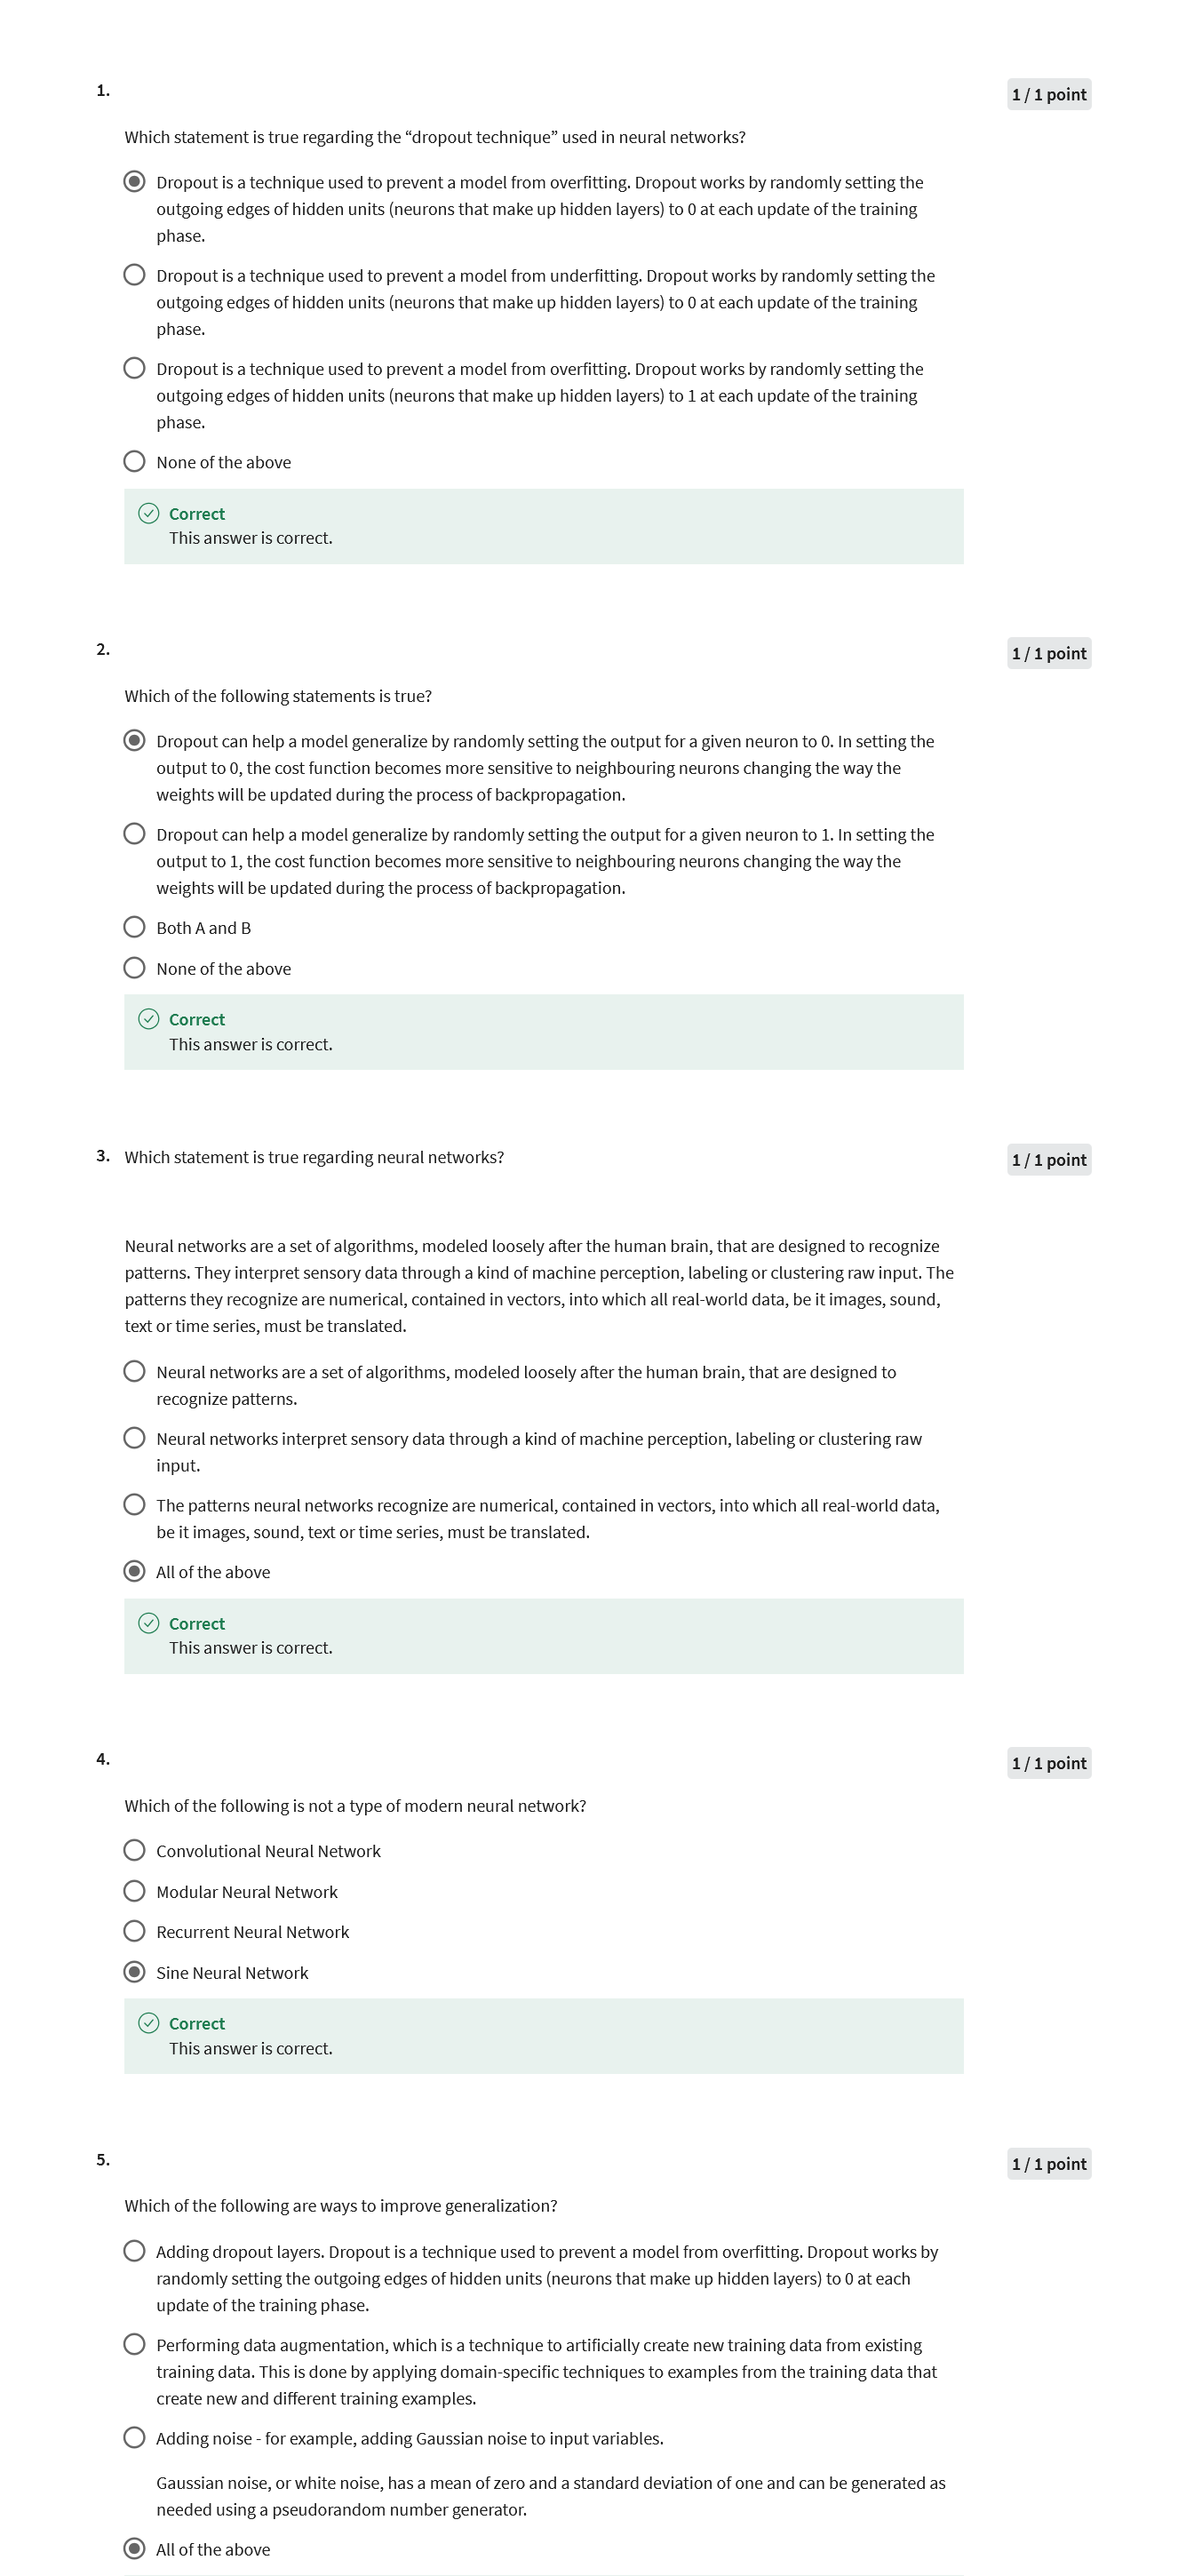 1.
1 / 1 point
Which statement is true regarding the “dropout technique” used in neural networks?
Dropout is a technique used to prevent a model from overfitting. Dropout works by randomly setting the
outgoing edges of hidden units (neurons that make up hidden layers) to 0 at each update of the training
phase.
Dropout is a technique used to prevent a model from underfitting. Dropout works by randomly setting the
outgoing edges of hidden units (neurons that make up hidden layers) to 0 at each update of the training
phase.
Dropout is a technique used to prevent a model from overfitting. Dropout works by randomly setting the
outgoing edges of hidden units (neurons that make up hidden layers) to 1 at each update of the training
phase.
None of the above
Correct
This answer is correct.
2.
1 / 1 point
Which of the following statements is true?
Dropout can help a model generalize by randomly setting the output for a given neuron to 0. In setting the
output to 0, the cost function becomes more sensitive to neighbouring neurons changing the way the
weights will be updated during the process of backpropagation.
Dropout can help a model generalize by randomly setting the output for a given neuron to 1. In setting the
output to 1, the cost function becomes more sensitive to neighbouring neurons changing the way the
weights will be updated during the process of backpropagation.
Both A and B
None of the above
Correct
This answer is correct.
3. Which statement is true regarding neural networks?
1 / 1 point
Neural networks are a set of algorithms, modeled loosely after the human brain, that are designed to recognize
patterns. They interpret sensory data through a kind of machine perception, labeling or clustering raw input. The
patterns they recognize are numerical, contained in vectors, into which all real-world data, be it images, sound,
text or time series, must be translated.
Neural networks are a set of algorithms, modeled loosely after the human brain, that are designed to
recognize patterns.
Neural networks interpret sensory data through a kind of machine perception, labeling or clustering raw
input.
The patterns neural networks recognize are numerical, contained in vectors, into which all real-world data,
be it images, sound, text or time series, must be translated.
All of the above
Correct
This answer is correct.
4.
1 / 1 point
Which of the following is not a type of modern neural network?
Convolutional Neural Network
Modular Neural Network
Recurrent Neural Network
Sine Neural Network
Correct
This answer is correct.
5.
1 / 1 point
Which of the following are ways to improve generalization?
Adding dropout layers. Dropout is a technique used to prevent a model from overfitting. Dropout works by
randomly setting the outgoing edges of hidden units (neurons that make up hidden layers) to 0 at each
update of the training phase.
Performing data augmentation, which is a technique to artificially create new training data from existing
training data. This is done by applying domain-specific techniques to examples from the training data that
create new and different training examples.
Adding noise - for example, adding Gaussian noise to input variables.
Gaussian noise, or white noise, has a mean of zero and a standard deviation of one and can be generated as
needed using a pseudorandom number generator.
All of the above